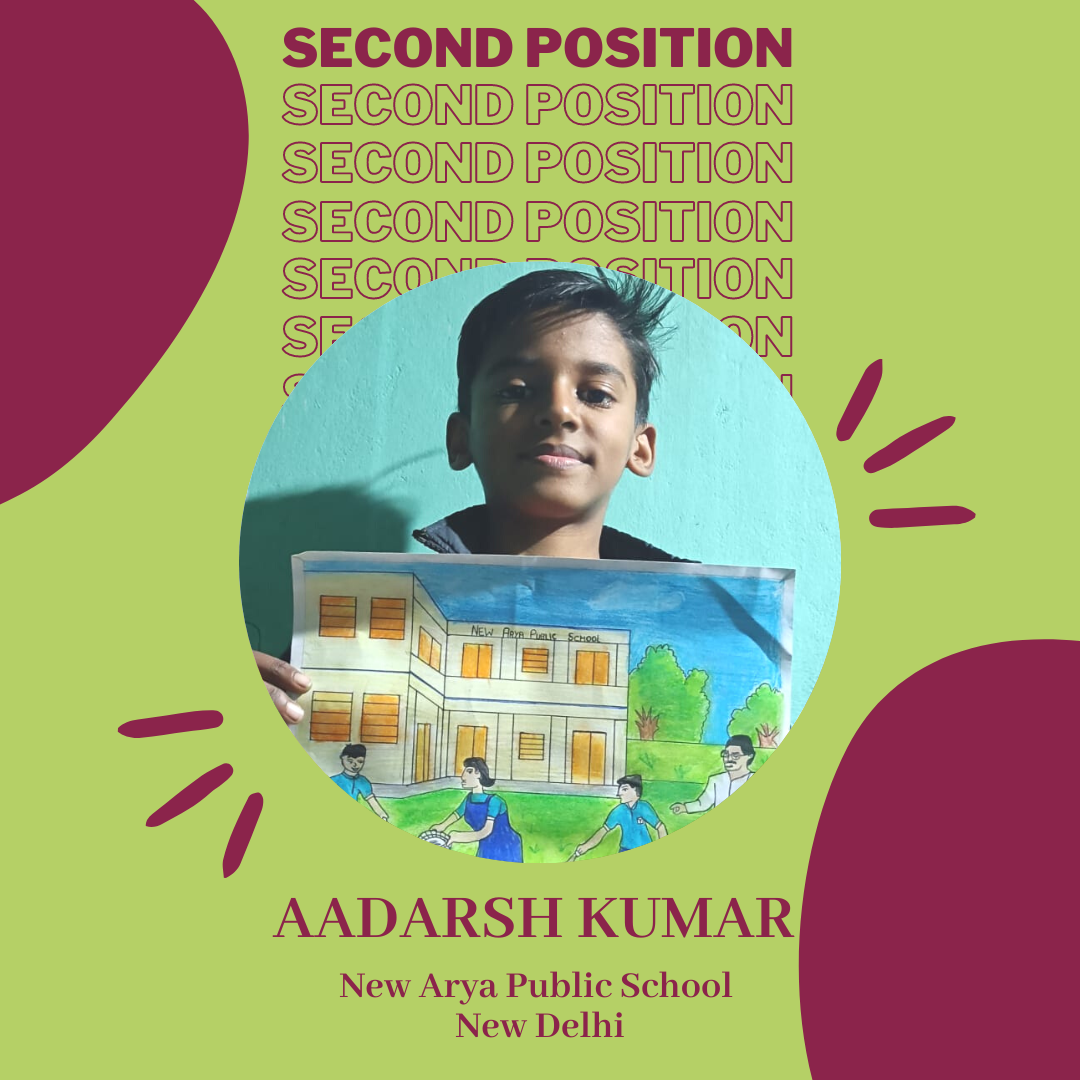 SECOND POSITION
SECOND POSITION
SECOND POSITION
SECOND POSITION
NEW ARYA PUBLIC SCHOOL
AADARSH KUMAR
New Arya Public School
New Delhi